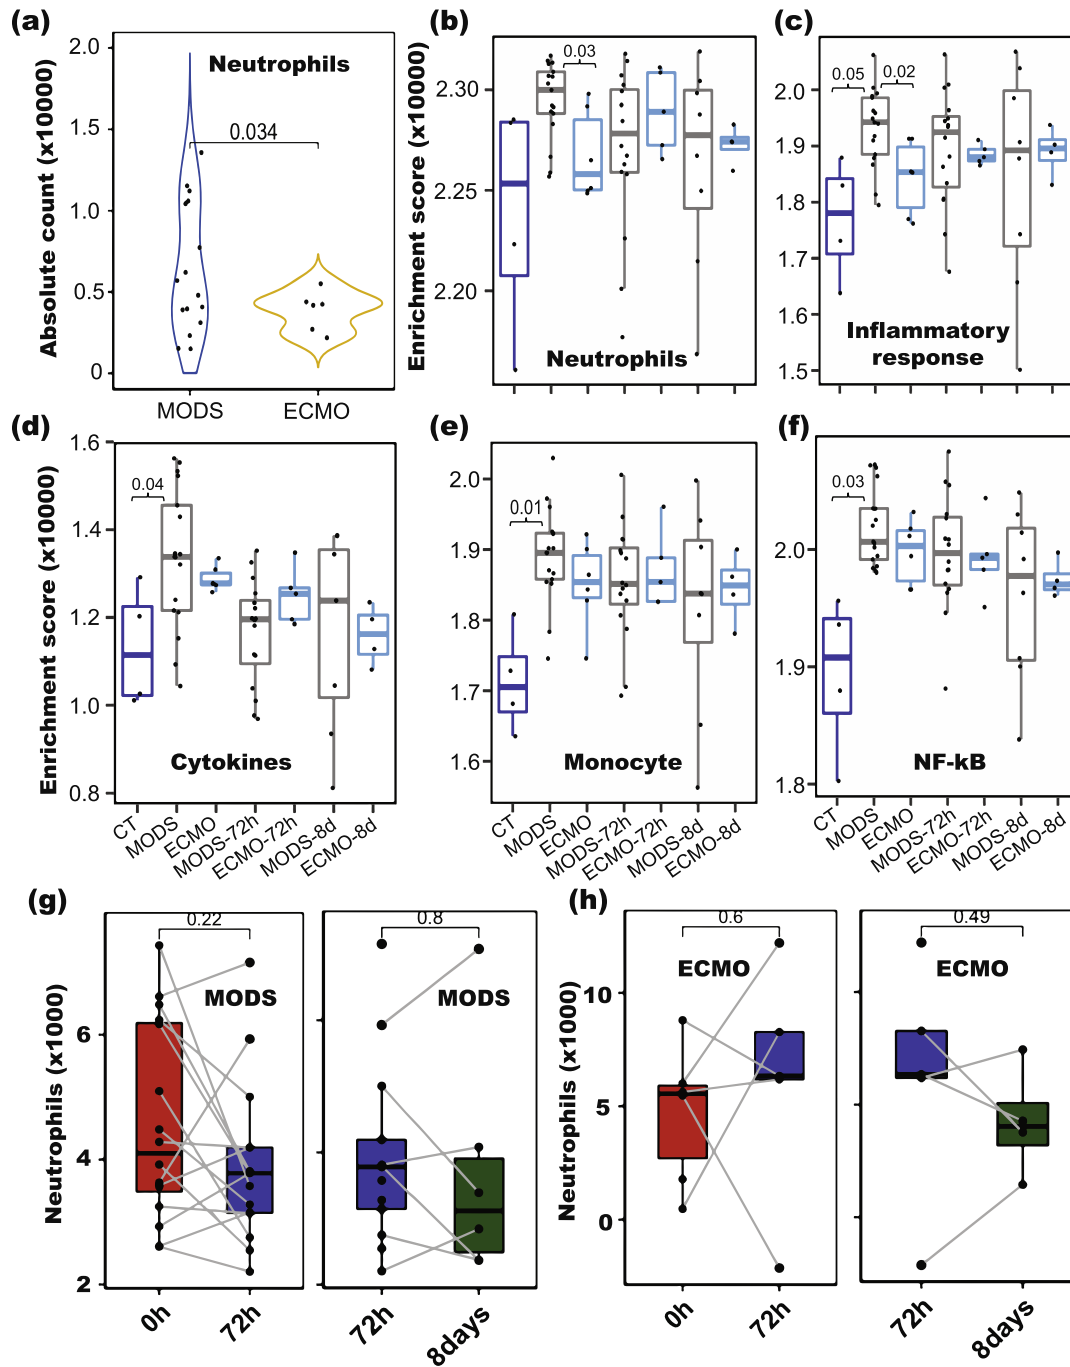 (a)
Absolute count (x10000)
2.0
1.5
1.0
0.5
0
Neutrophils
0.034
MODS
ECMO
(b)
Enrichment score (x10000)
2.30
2.25
2.20
0.03
Neutrophils
(c)
2.0
1.9
1.8
1.7
1.6
1.5
0.05
0.02
Inflammatory
response
(d)
Enrichment score (x10000)
1.6
1.4
1.2
1.0
0.8
0.04
Cytokines
CT
MODS
ECMO
MODS-72h
ECMO-72h
MODS-8d
ECMO-8d
(e)
2.0
1.9
1.8
1.7
1.6
0.01
Monocyte
CT
MODS
ECMO
MODS-72h
ECMO-72h
MODS-8d
ECMO-8d
(f)
2.0
1.9
1.8
0.03
NF-kB
CT
MODS
ECMO
MODS-72h
ECMO-72h
MODS-8d
ECMO-8d
(g)
Neutrophils (x1000)
6
4
2
0.22
MODS
0h
72h
0.8
MODS
72h
8days
(h)
Neutrophils (x1000)
10
5
0
0.6
ECMO
0h
72h
0.49
ECMO
72h
8days